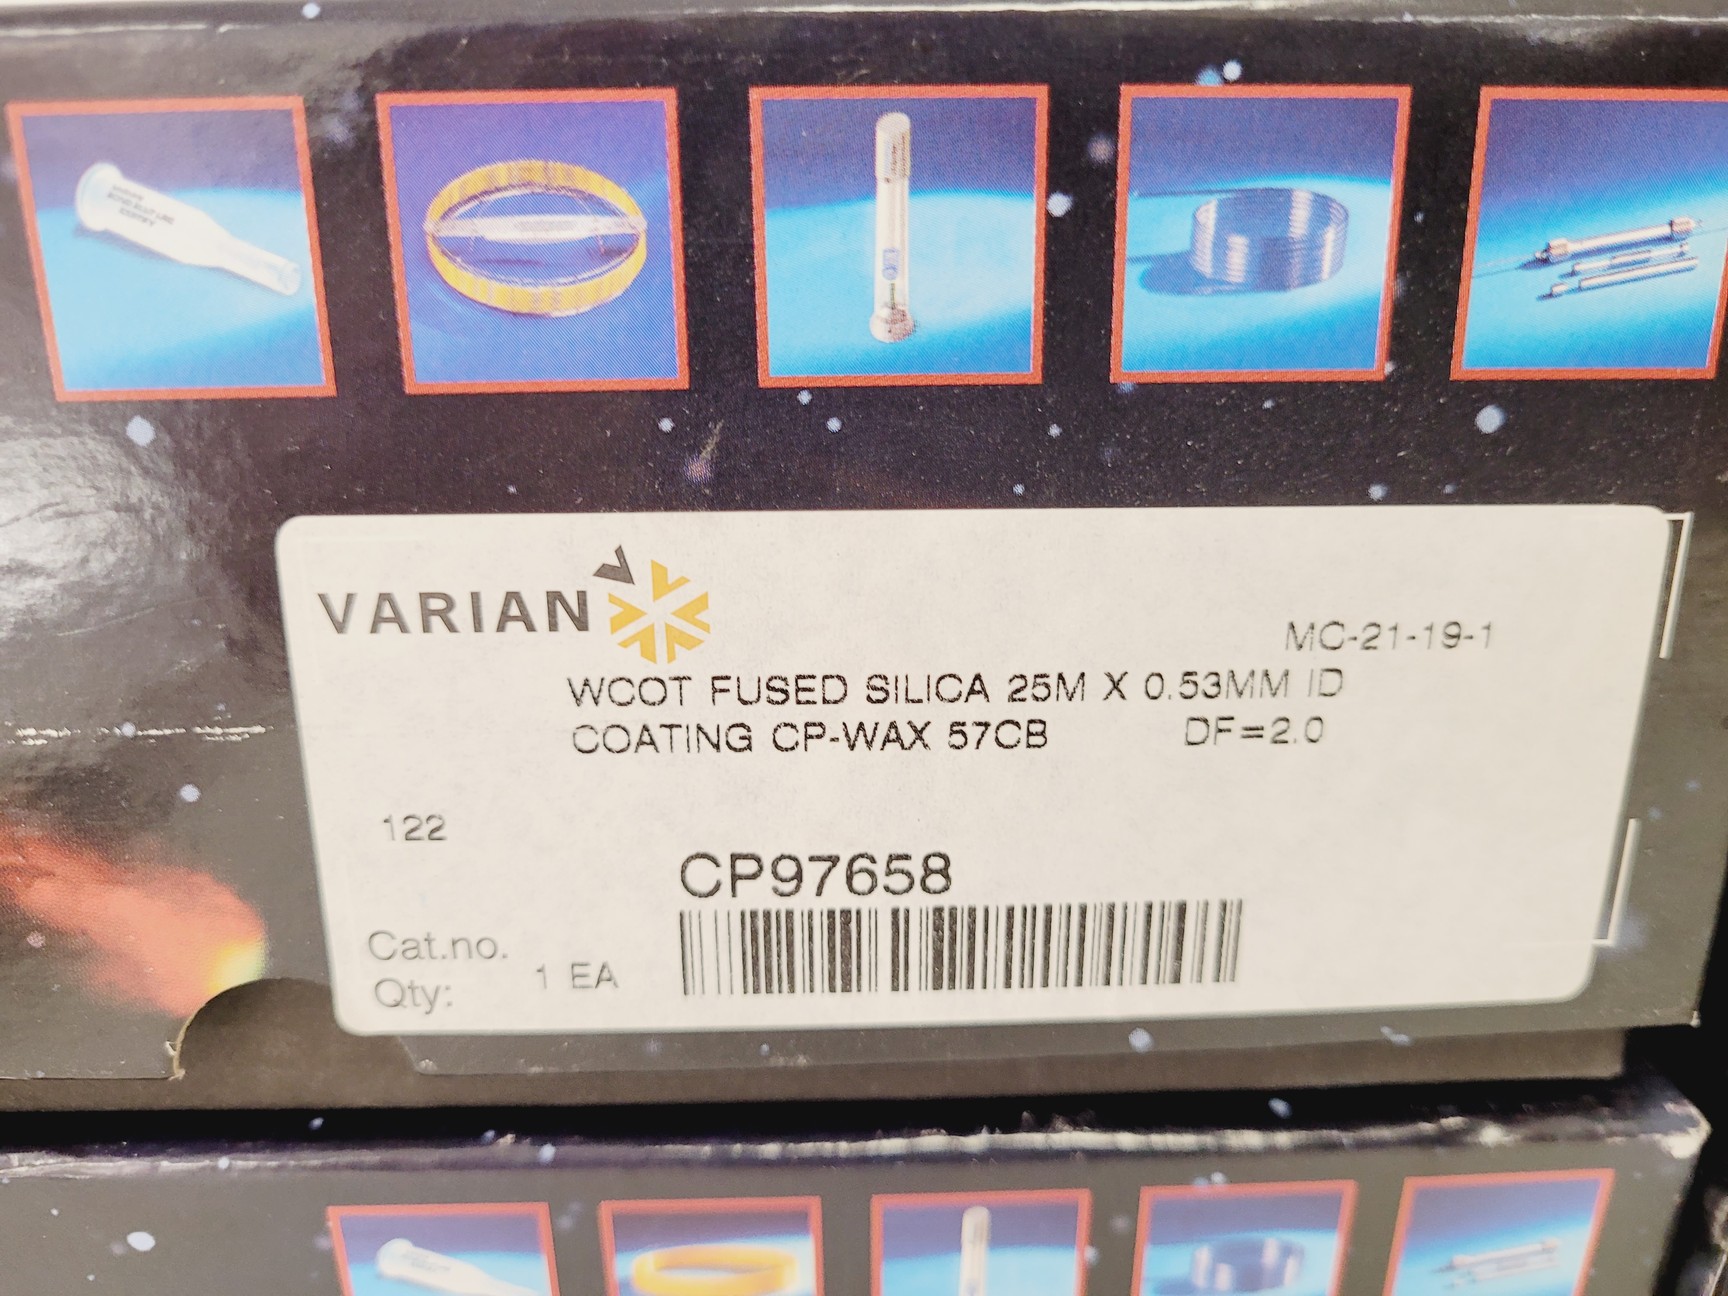 VARIAN
MC-21-19-1
WCOT FUSED SILICA 25M X 0.53MM ID
COATING CP-WAX 57CB DF=2.0
122
CP97658
Cat.no.
Qty: 1 EA